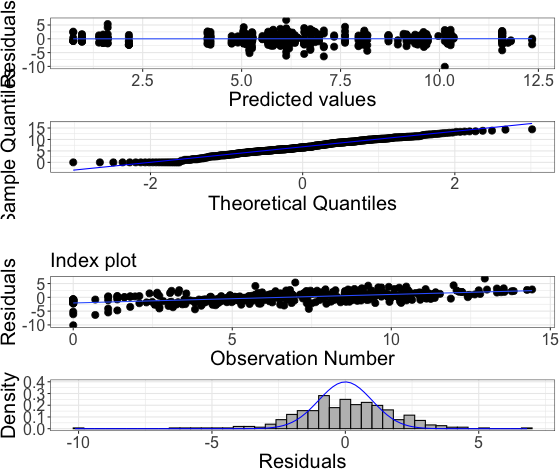 Residuals
5
0
-5
-10
2.5 5.0 7.5 10.0 12.5
Predicted values
Sample Quantiles
15
10
5
0
-2 0 2
Theoretical Quantiles
Index plot
Residuals
5
0
-5
-10
0 5 10 15
Observation Number
Density
0.4
0.3
0.2
0.1
0.0
-10 -5 0 5
Residuals